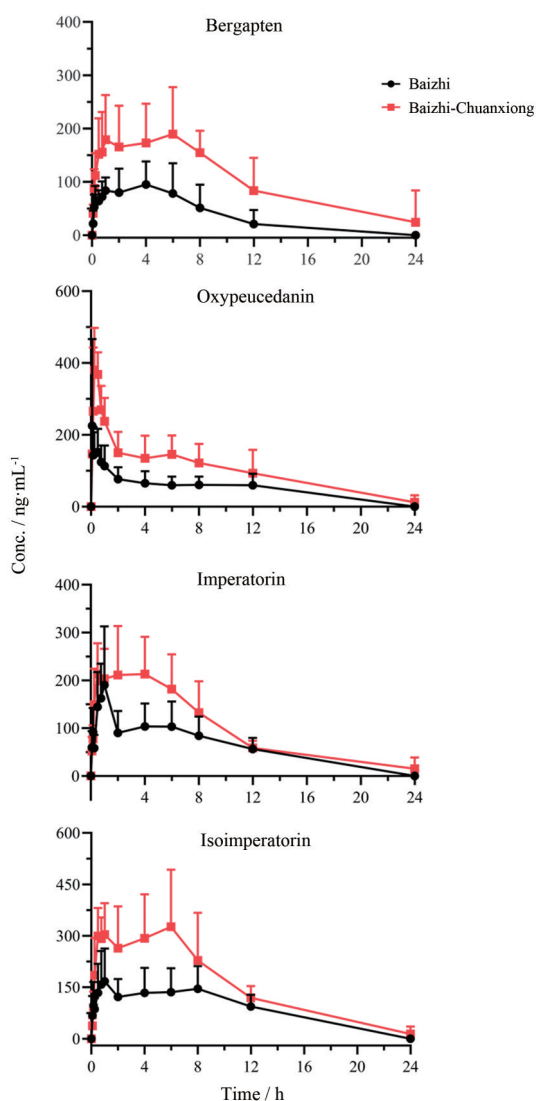 Bergapten
400
300
200
100
0
0 4 8 12 16 20 24
Baizhi
Baizhi-Chuanxiong
Oxypeucedanin
600
400
200
0
0 4 8 12 16 20 24
Conc. / ng·mL⁻¹
Imperatorin
400
300
200
100
0
0 4 8 12 16 20 24
Isoimperatorin
600
450
300
150
0
0 4 8 12 16 20 24
Time / h